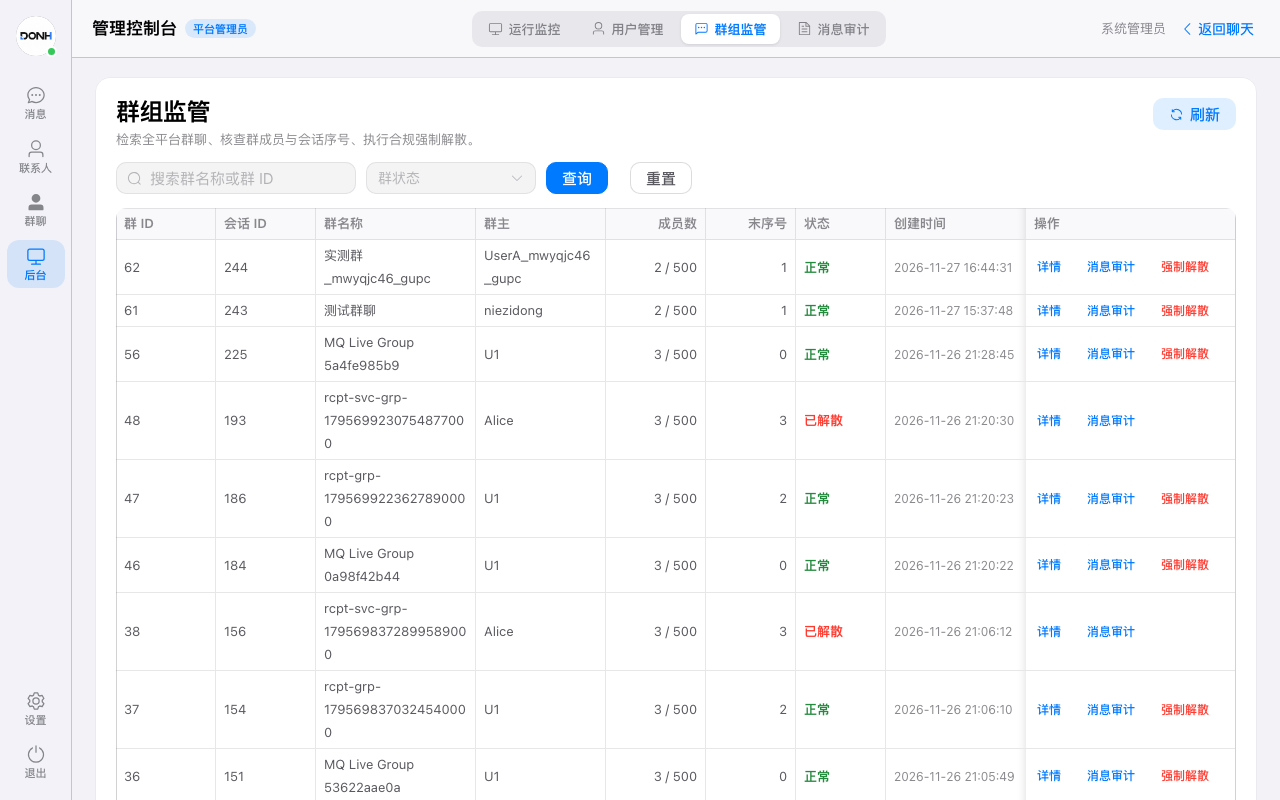 DONH
消息
联系人
群聊
后台
设置
退出
管理控制台 平台管理员
运行监控 用户管理 群组监管 消息审计
系统管理员 返回聊天
群组监管
检索全平台群聊、核查群成员与会话序号、执行合规强制解散。
刷新
搜索群名称或群 ID 群状态 查询 重置
群 ID 会话 ID 群名称 群主 成员数 末序号 状态 创建时间 操作
62 244 实测群 UserA_mwyqjc46 2 / 500 1 正常 2026-11-27 16:44:31 详情 消息审计 强制解散
_mwyqjc46_gupc _gupc
61 243 测试群聊 niezidong 2 / 500 1 正常 2026-11-27 15:37:48 详情 消息审计 强制解散
56 225 MQ Live Group U1 3 / 500 0 正常 2026-11-26 21:28:45 详情 消息审计 强制解散
5a4fe985b9
48 193 rcpt-svc-grp- Alice 3 / 500 3 已解散 2026-11-26 21:20:30 详情 消息审计
179569923075487700
0
47 186 rcpt-grp- U1 3 / 500 2 正常 2026-11-26 21:20:23 详情 消息审计 强制解散
179569922362789000
0
46 184 MQ Live Group U1 3 / 500 0 正常 2026-11-26 21:20:22 详情 消息审计 强制解散
0a98f42b44
38 156 rcpt-svc-grp- Alice 3 / 500 3 已解散 2026-11-26 21:06:12 详情 消息审计
179569837289958900
0
37 154 rcpt-grp- U1 3 / 500 2 正常 2026-11-26 21:06:10 详情 消息审计 强制解散
179569837032454000
0
36 151 MQ Live Group U1 3 / 500 0 正常 2026-11-26 21:05:49 详情 消息审计 强制解散
53622aae0a